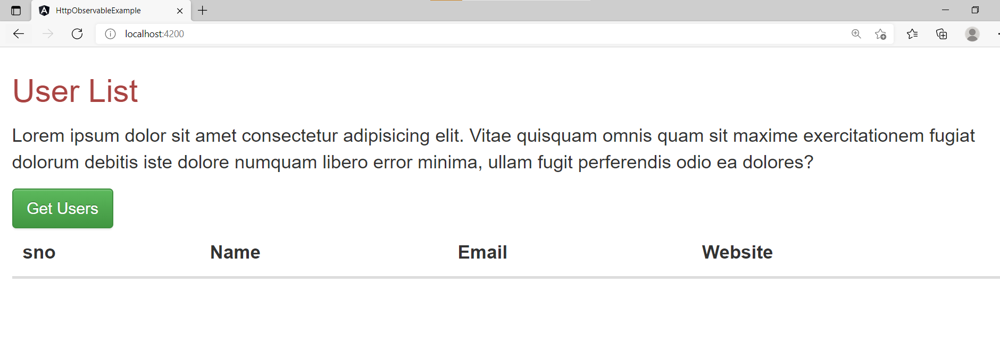 HttpObservableExample
localhost:4200
User List
Lorem ipsum dolor sit amet consectetur adipisicing elit. Vitae quisquam omnis quam sit maxime exercitationem fugiat
dolorum debitis iste dolore numquam libero error minima, ullam fugit perferendis odio ea dolores?
Get Users
sno Name Email Website